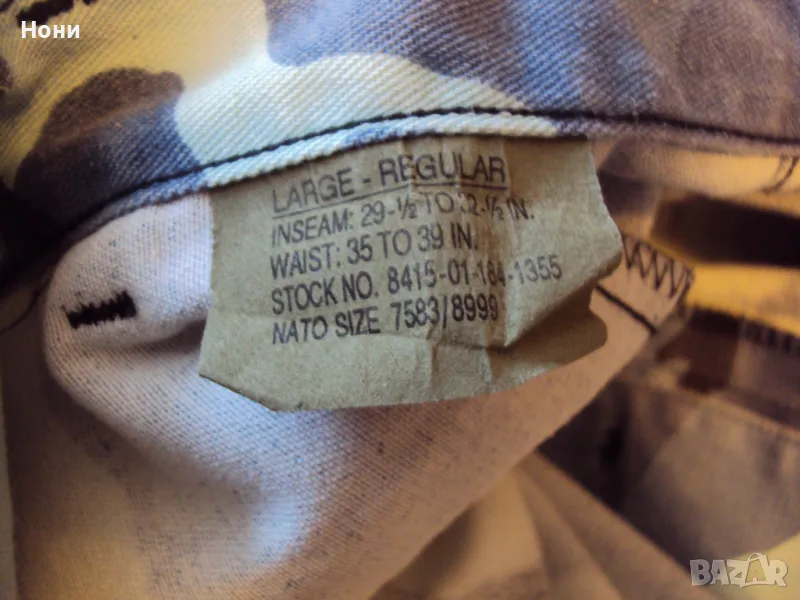 Нони
LARGE - REGULAR
INSEAM: 29-½ TO 32-½ IN.
WAIST: 35 TO 39 IN.
STOCK NO. 8415-01-184-1355
NATO SIZE 7583/8999
BAZAR